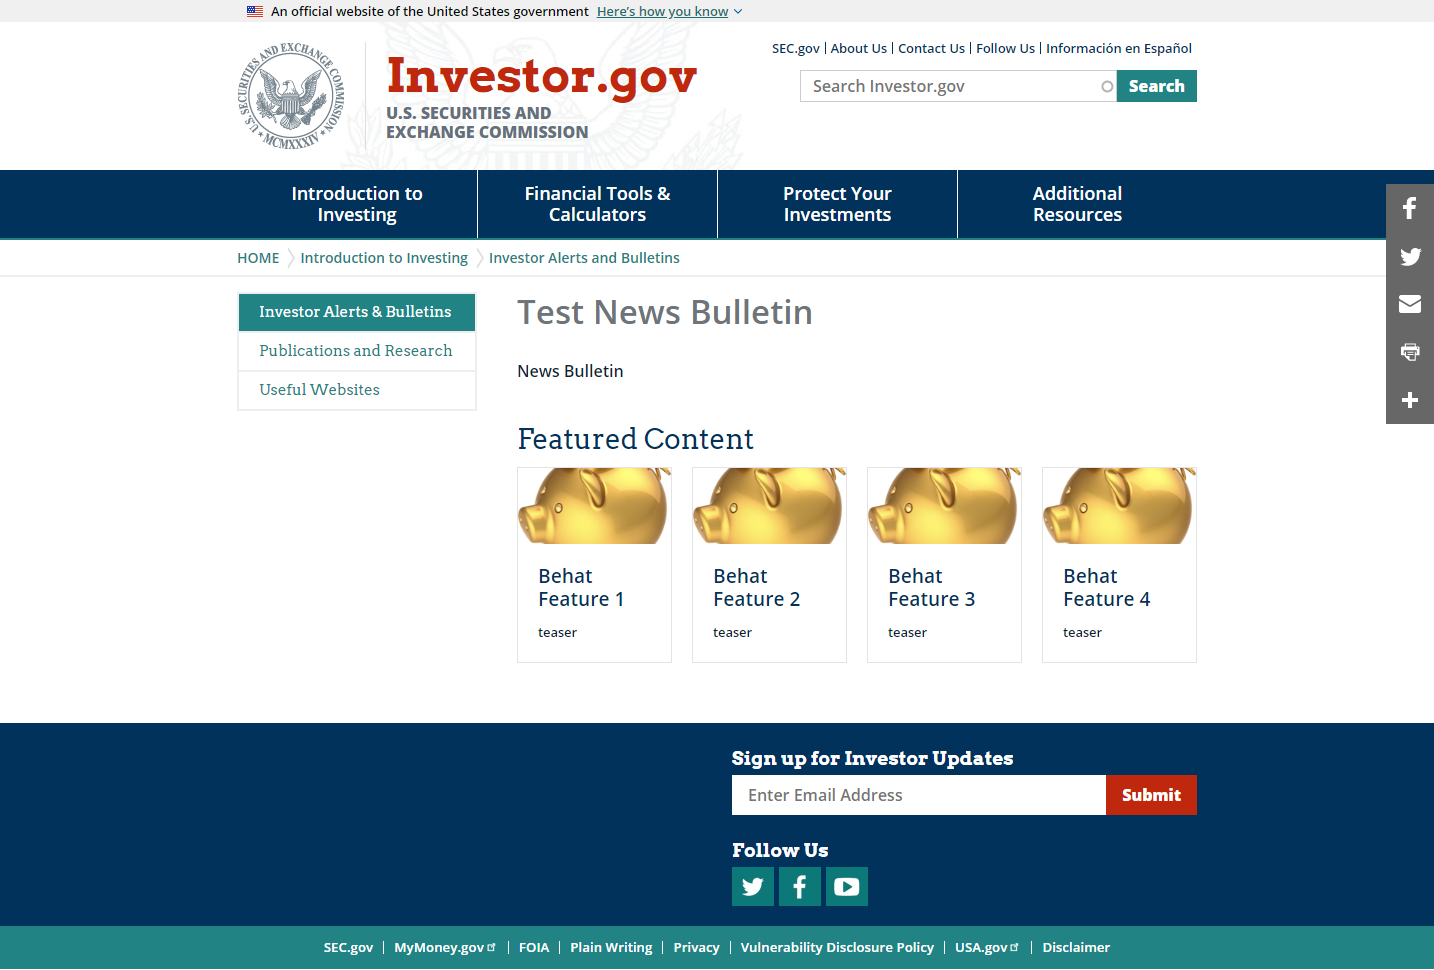 An official website of the United States government Here's how you know
SECURITIES AND EXCHANGE COMMISSION
U.S.
MCMXXXIV
Investor.gov
U.S. SECURITIES AND
EXCHANGE COMMISSION
SEC.gov About Us Contact Us Follow Us Información en Español
Search Investor.gov
Search
Introduction to
Investing
Financial Tools &
Calculators
Protect Your
Investments
Additional
Resources
HOME Introduction to Investing Investor Alerts and Bulletins
Investor Alerts & Bulletins
Publications and Research
Useful Websites
Test News Bulletin
News Bulletin
Featured Content
Behat
Feature 1
teaser
Behat
Feature 2
teaser
Behat
Feature 3
teaser
Behat
Feature 4
teaser
Sign up for Investor Updates
Enter Email Address
Submit
Follow Us
SEC.gov MyMoney.gov FOIA Plain Writing Privacy Vulnerability Disclosure Policy USA.gov Disclaimer